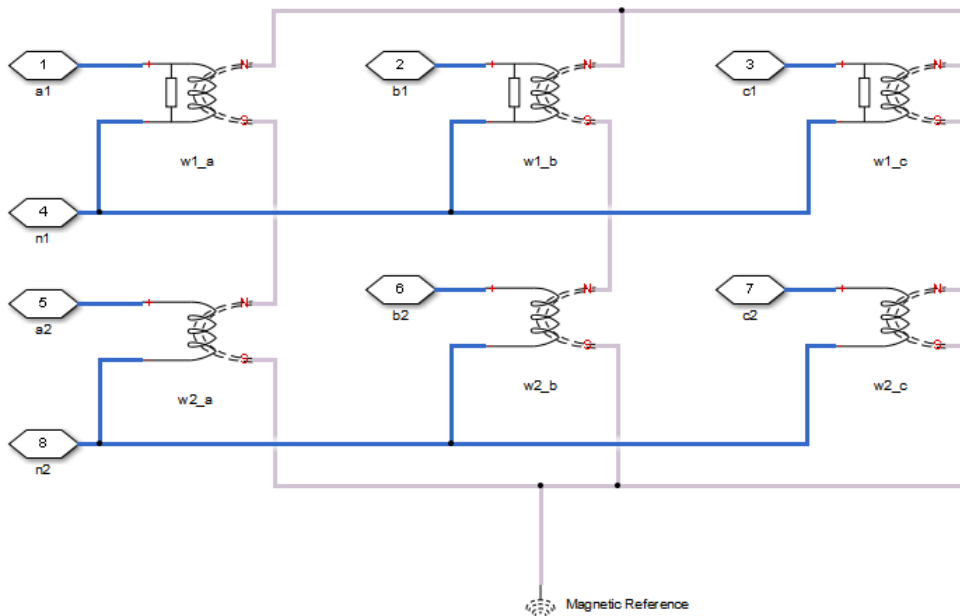 1 2 3
a1 b1 c1
+ N + N + N
S S S
w1_a w1_b w1_c
4
n1
5 6 7
a2 b2 c2
+ N + N + N
S S S
w2_a w2_b w2_c
8
n2
Magnetic Reference